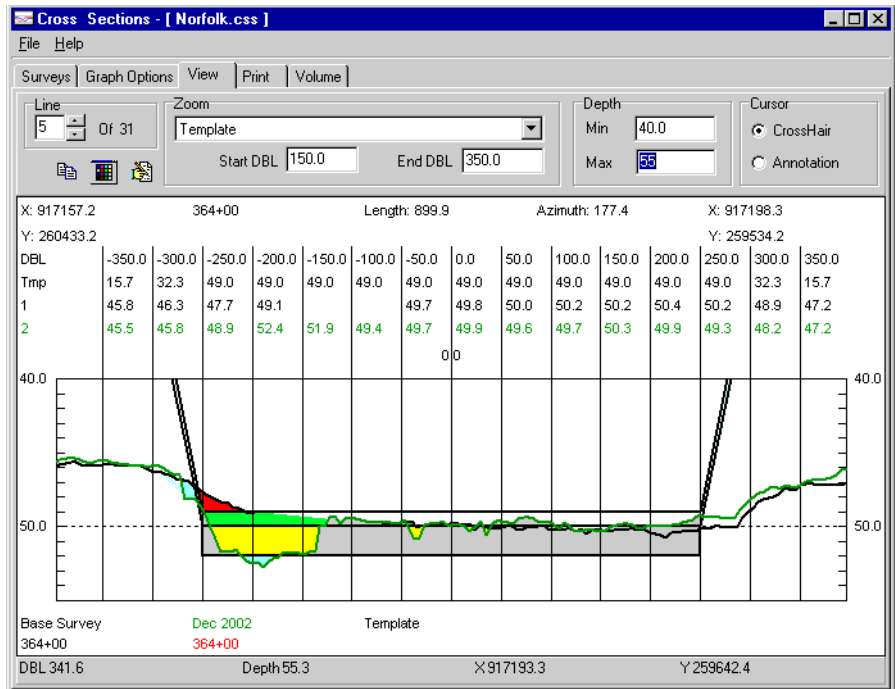 Cross Sections - [ Norfolk.css ]
File Help
Surveys Graph Options View Print Volume
Line Zoom Depth Cursor
5 Of 31 Template Min 40.0 CrossHair
Start DBL 150.0 End DBL 350.0 Max 55 Annotation
X: 917157.2 364+00 Length: 899.9 Azimuth: 177.4 X: 917198.3
Y: 260433.2 Y: 259534.2
DBL -350.0 -300.0 -250.0 -200.0 -150.0 -100.0 -50.0 0.0 50.0 100.0 150.0 200.0 250.0 300.0 350.0
Tmp 15.7 32.3 49.0 49.0 49.0 49.0 49.0 49.0 49.0 49.0 49.0 49.0 49.0 32.3 15.7
1 45.8 46.3 47.7 49.1 49.7 49.8 50.0 50.2 50.2 50.4 50.2 48.9 47.2
2 45.5 45.8 48.9 52.4 51.9 49.4 49.7 49.9 49.6 49.7 50.3 49.9 49.3 48.2 47.2
0 0
40.0 40.0
50.0 50.0
Base Survey Dec 2002 Template
364+00 364+00
DBL 341.6 Depth 55.3 X 917193.3 Y 259642.4